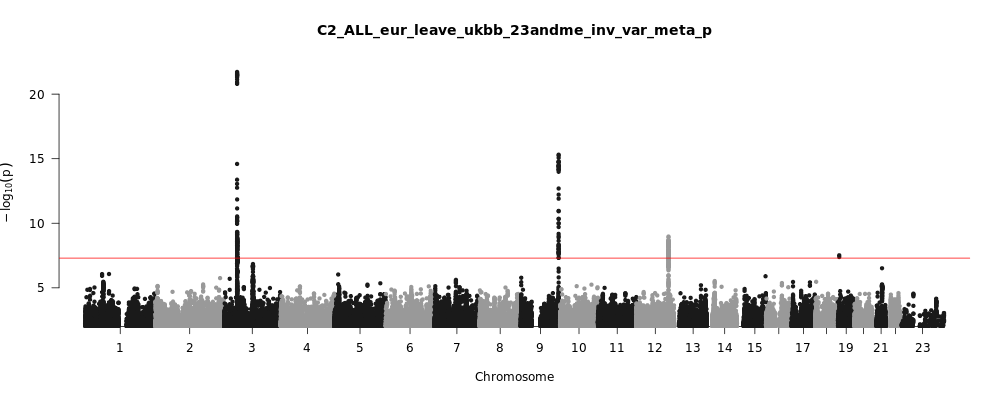 C2_ALL_eur_leave_ukbb_23andme_inv_var_meta_p
20
15
10
5
−log10(p)
1 2 3 4 5 6 7 8 9 10 11 12 13 14 15 17 19 21 23
Chromosome